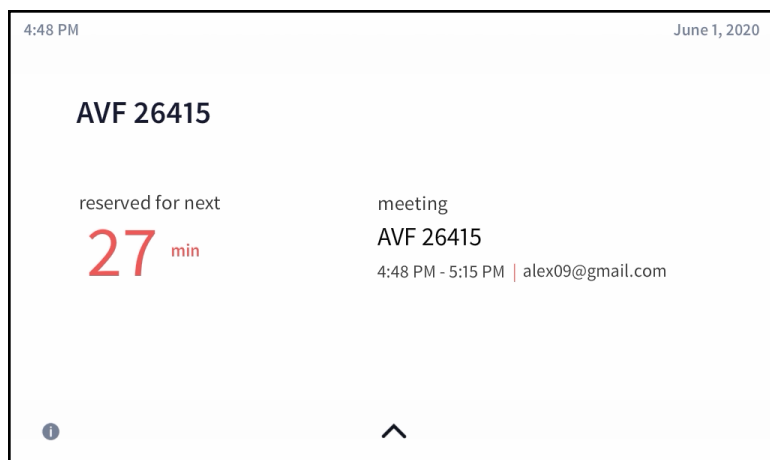 4:48 PM
June 1, 2020
AVF 26415
reserved for next
27 min
meeting
AVF 26415
4:48 PM - 5:15 PM | alex09@gmail.com
i